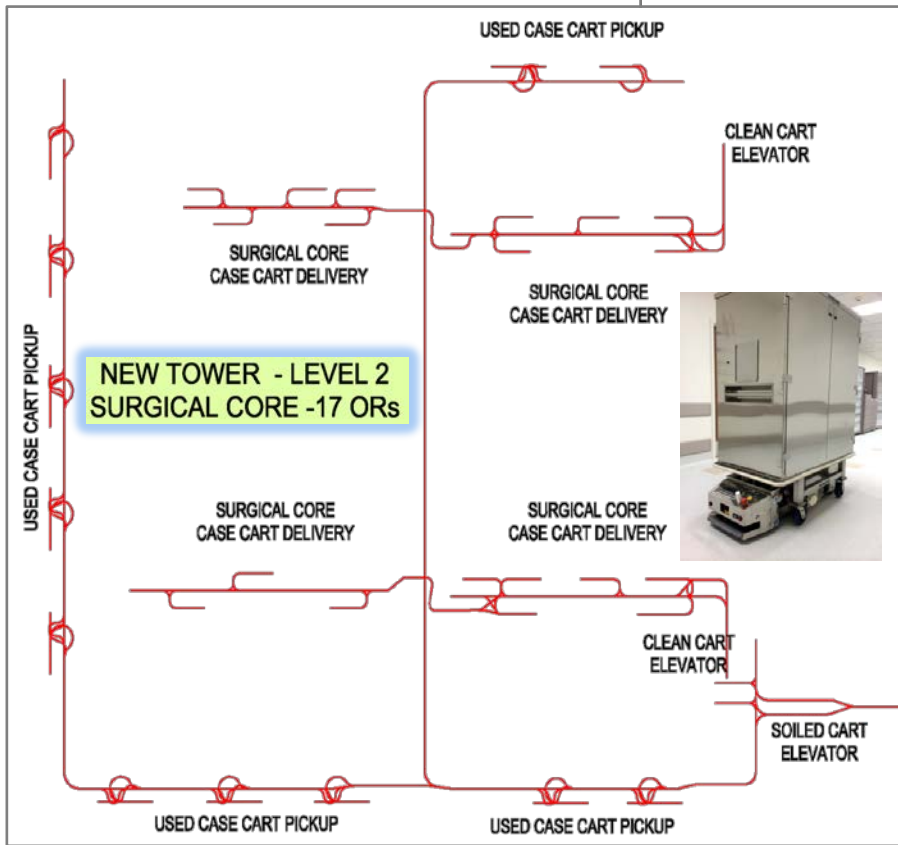 USED CASE CART PICKUP
CLEAN CART
ELEVATOR
SURGICAL CORE
CASE CART DELIVERY
SURGICAL CORE
CASE CART DELIVERY
USED CASE CART PICKUP
NEW TOWER - LEVEL 2
SURGICAL CORE -17 ORs
SURGICAL CORE
CASE CART DELIVERY
SURGICAL CORE
CASE CART DELIVERY
CLEAN CART
ELEVATOR
SOILED CART
ELEVATOR
USED CASE CART PICKUP
USED CASE CART PICKUP